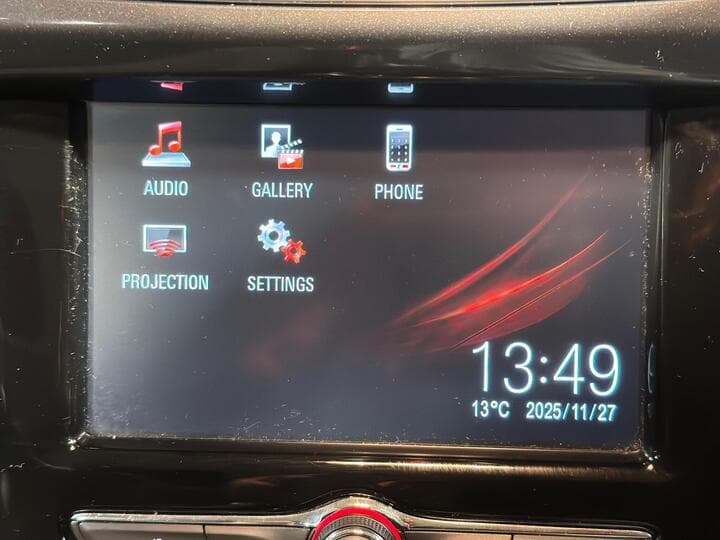 AUDIO GALLERY PHONE
PROJECTION SETTINGS
13:49
13°C 2025/11/27